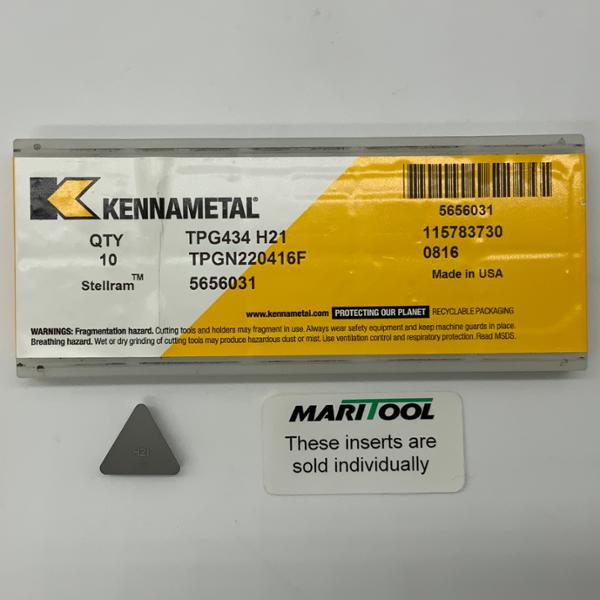 KENNAMETAL®
5656031
QTY TPG434 H21 115783730
10 TPGN220416F 0816
Stellram™ 5656031 Made in USA
www.kennametal.com PROTECTING OUR PLANET RECYCLABLE PACKAGING
WARNINGS: Fragmentation hazard. Cutting tools and holders may fragment in use. Always wear safety equipment and keep machine guards in place.
Breathing hazard. Wet or dry grinding of cutting tools may produce hazardous dust or mist. Use ventilation control and respiratory protection. Read MSDS.
H21
MARITOOL
These inserts are
sold individually